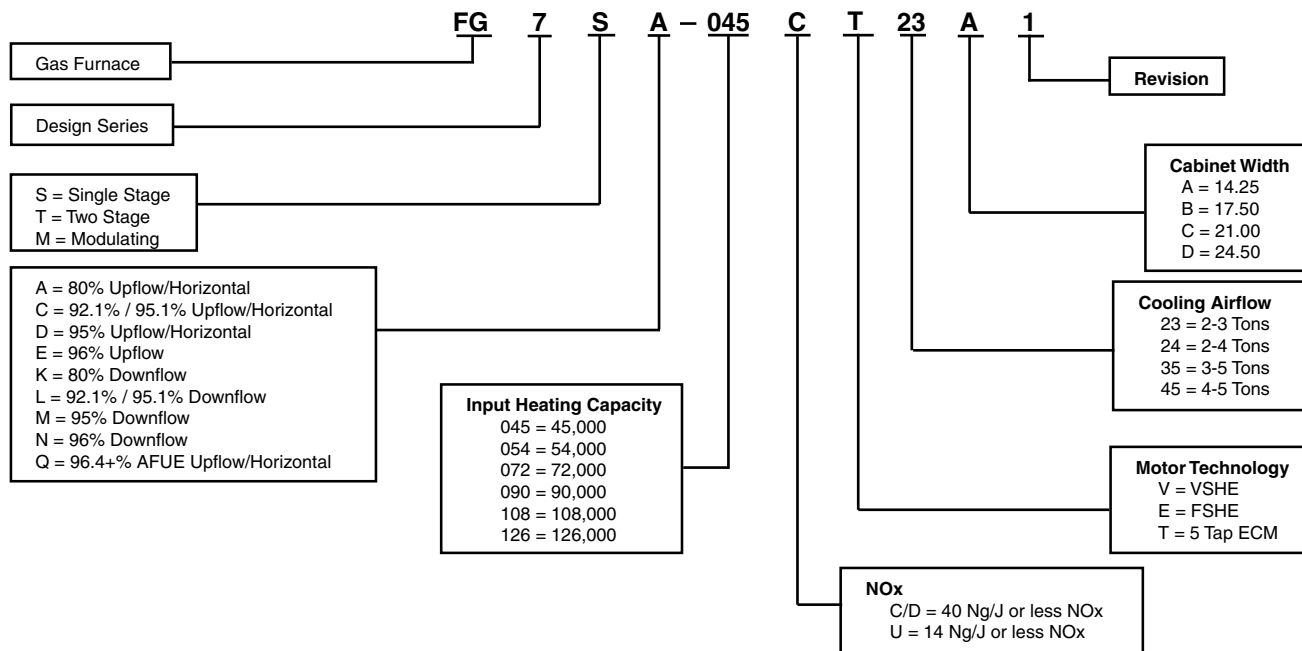 FG 7 S A – 045 C T 23 A 1
Gas Furnace
Revision
Design Series
S = Single Stage
T = Two Stage
M = Modulating
A = 80% Upflow/Horizontal
C = 92.1% / 95.1% Upflow/Horizontal
D = 95% Upflow/Horizontal
E = 96% Upflow
K = 80% Downflow
L = 92.1% / 95.1% Downflow
M = 95% Downflow
N = 96% Downflow
Q = 96.4+% AFUE Upflow/Horizontal
Input Heating Capacity
045 = 45,000
054 = 54,000
072 = 72,000
090 = 90,000
108 = 108,000
126 = 126,000
Cabinet Width
A = 14.25
B = 17.50
C = 21.00
D = 24.50
Cooling Airflow
23 = 2-3 Tons
24 = 2-4 Tons
35 = 3-5 Tons
45 = 4-5 Tons
Motor Technology
V = VSHE
E = FSHE
T = 5 Tap ECM
NOx
C/D = 40 Ng/J or less NOx
U = 14 Ng/J or less NOx